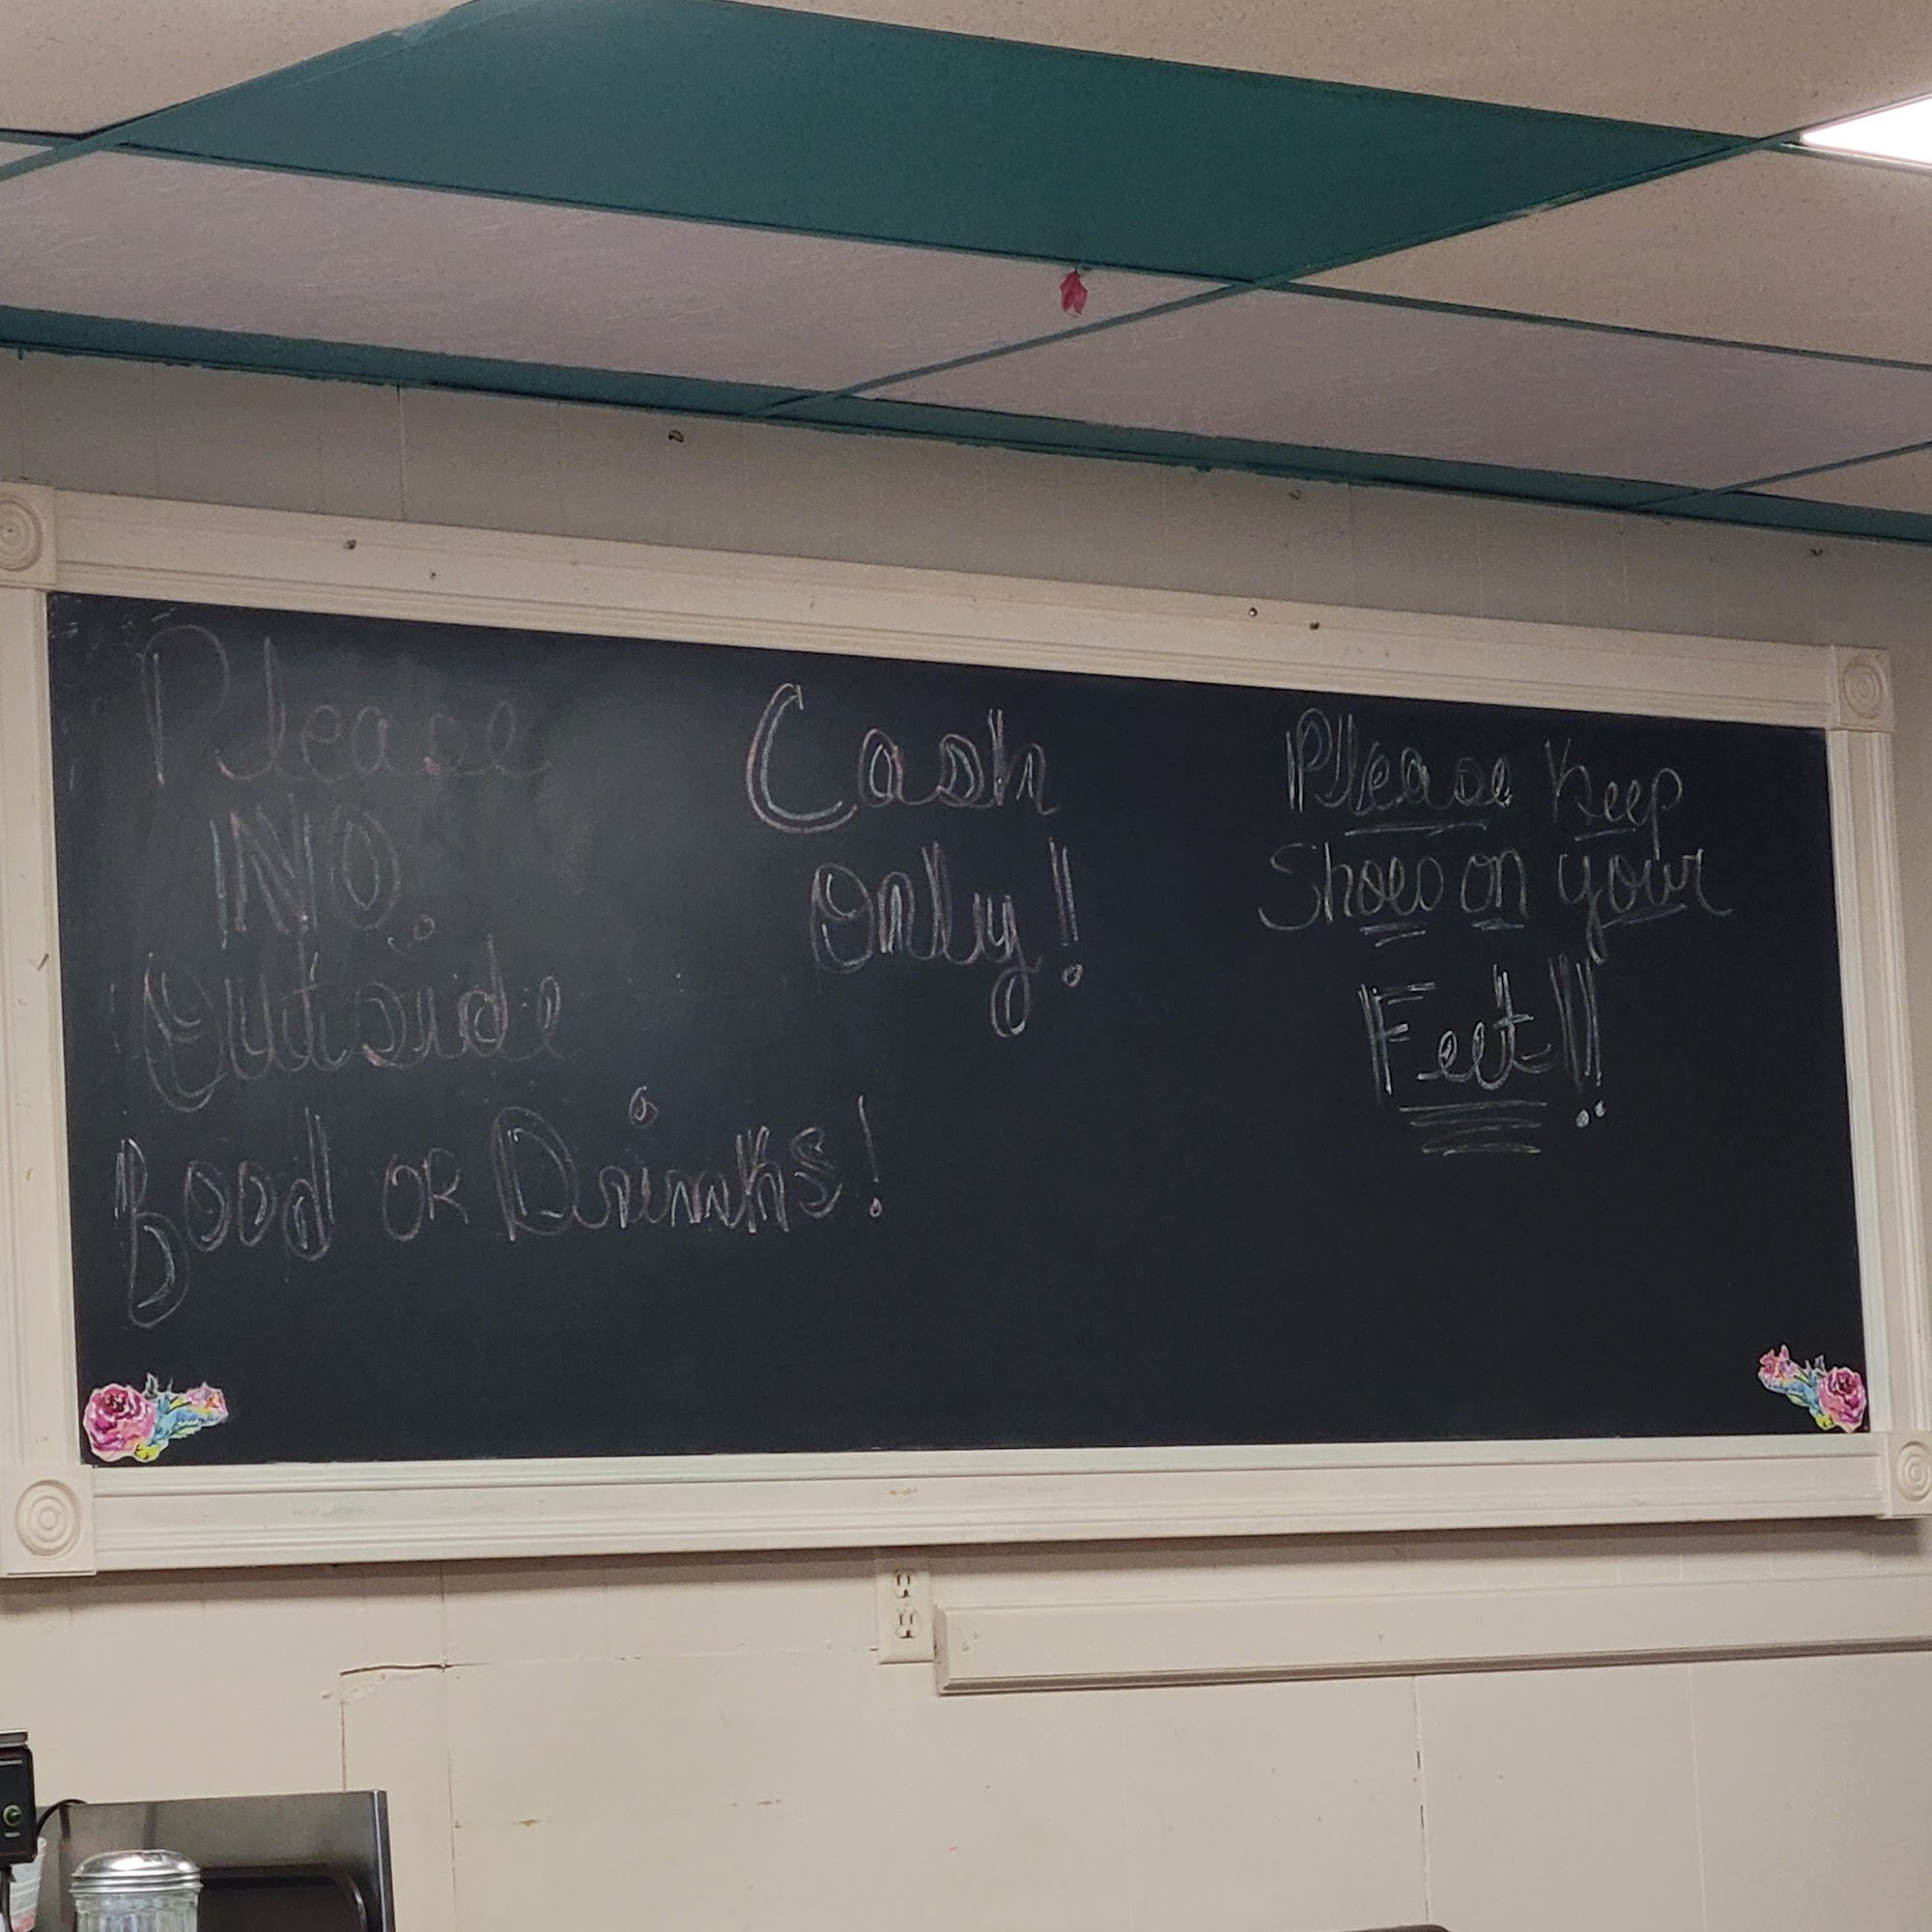 Please
NO.
Outside
Food OR Drinks!
Cash
Only!
Please Keep
Shoes on your
Feet!!